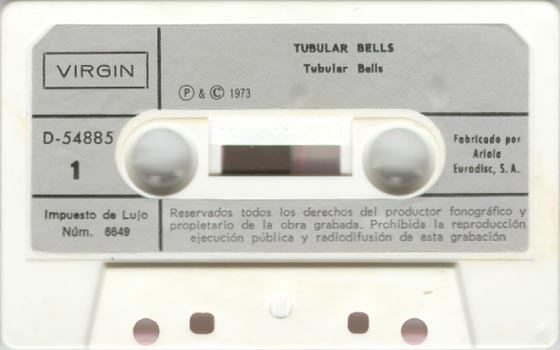 TUBULAR BELLS
VIRGIN
Tubular Bells
Ⓟ & © 1973
D-54885
1
Fabricado por
Ariola
Eurodisc, S. A.
Impuesto de Lujo
Núm. 6649
Reservados todos los derechos del productor fonográfico y
propietario de la obra grabada. Prohibida la reproducción
ejecución pública y radiodifusión de esta grabación